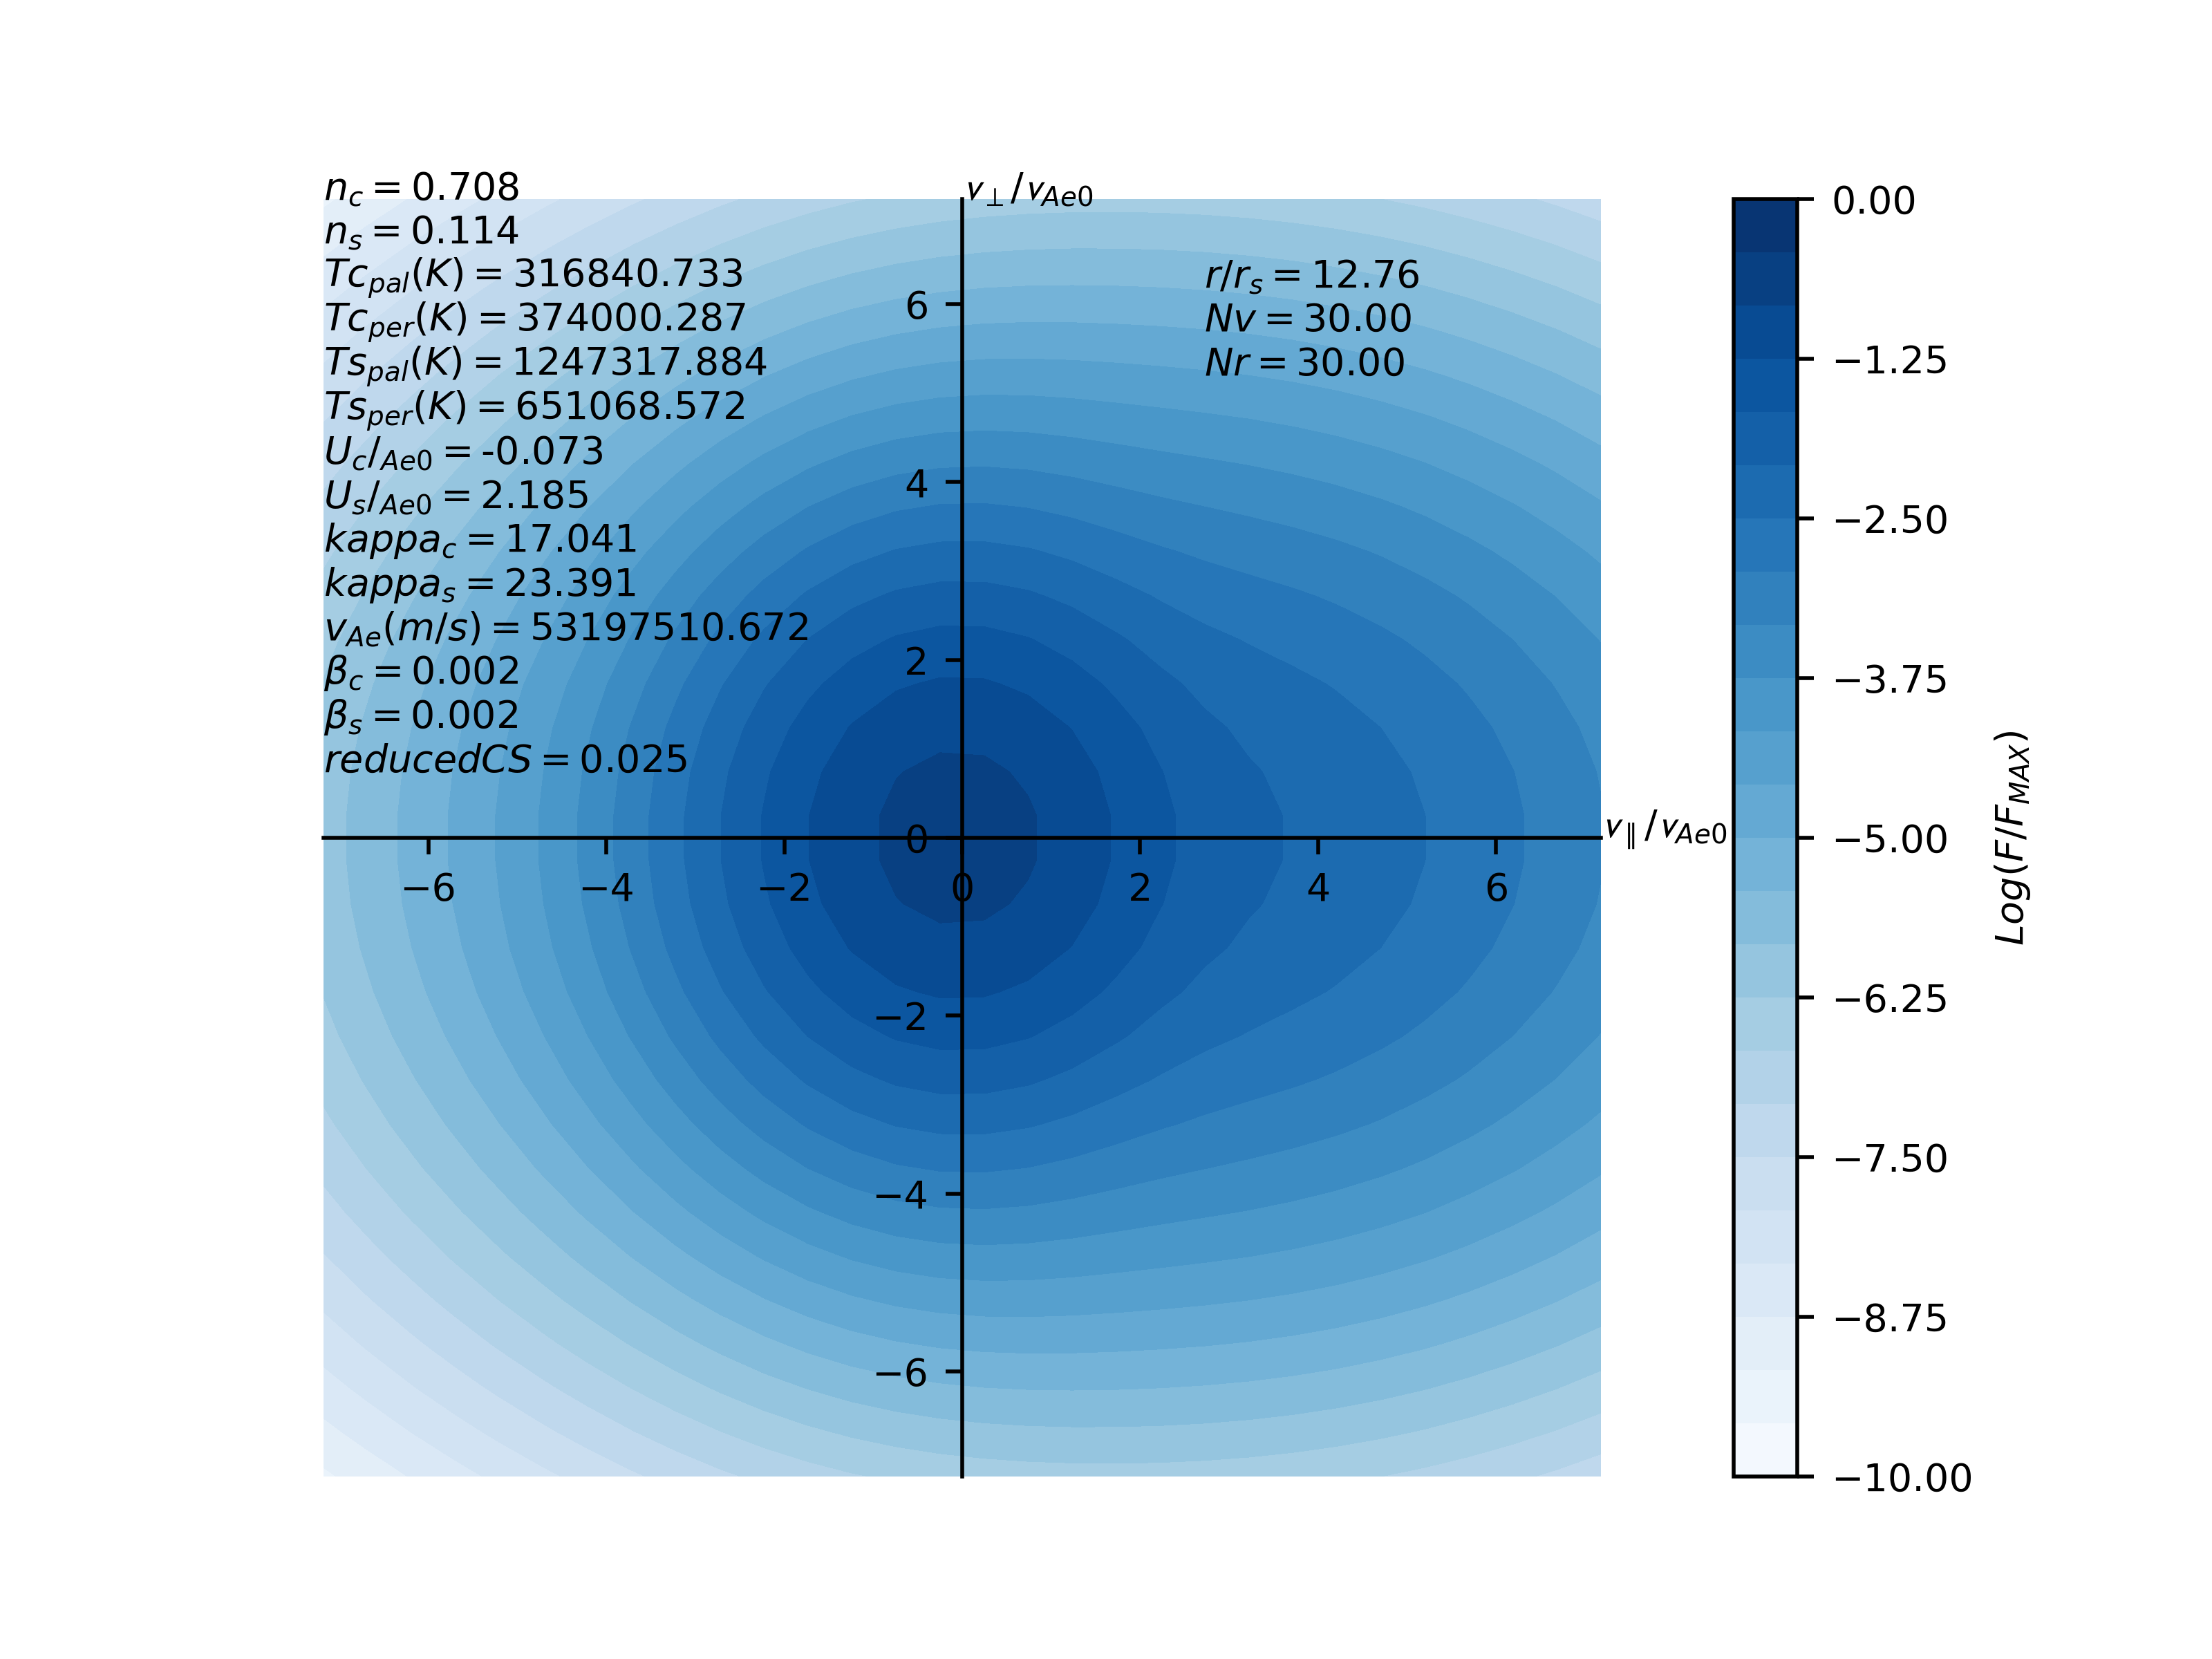 n_c = 0.708
n_s = 0.114
Tc_pal(K) = 316840.733
Tc_per(K) = 374000.287
Ts_pal(K) = 1247317.884
Ts_per(K) = 651068.572
U_c/_Ae0 = -0.073
U_s/_Ae0 = 2.185
kappa_c = 17.041
kappa_s = 23.391
v_Ae(m/s) = 53197510.672
β_c = 0.002
β_s = 0.002
reducedCS = 0.025
v_⊥/v_Ae0
r/r_s = 12.76
Nv = 30.00
Nr = 30.00
6
4
2
0
−2
−4
−6
−6 −4 −2 0 2 4 6
v_∥/v_Ae0
0.00
−1.25
−2.50
−3.75
−5.00
−6.25
−7.50
−8.75
−10.00
Log(F/F_MAX)